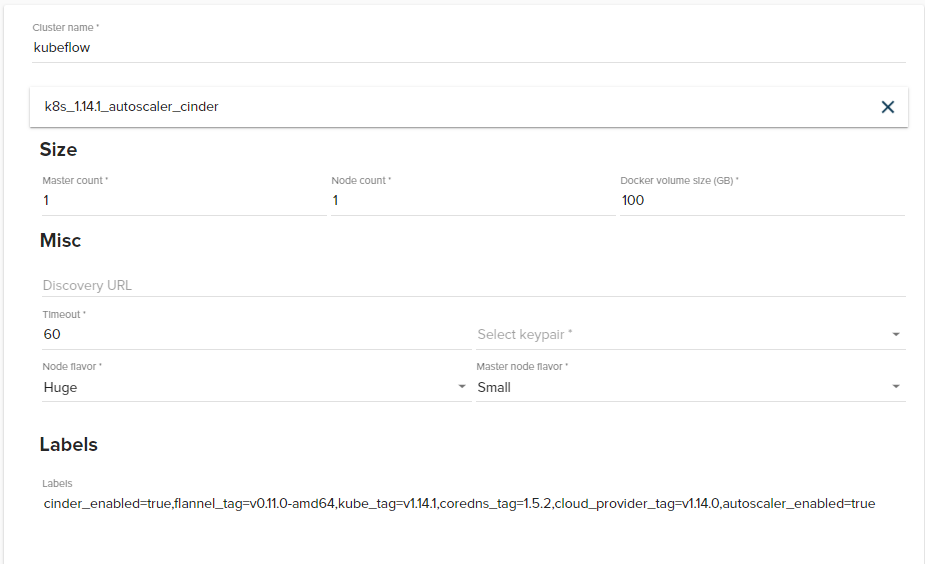 Cluster name *
kubeflow
k8s_1.14.1_autoscaler_cinder
Size
Master count *
Node count *
Docker volume size (GB) *
1
1
100
Misc
Discovery URL
Timeout *
60
Select keypair *
Node flavor *
Master node flavor *
Huge
Small
Labels
Labels
cinder_enabled=true,flannel_tag=v0.11.0-amd64,kube_tag=v1.14.1,coredns_tag=1.5.2,cloud_provider_tag=v1.14.0,autoscaler_enabled=true